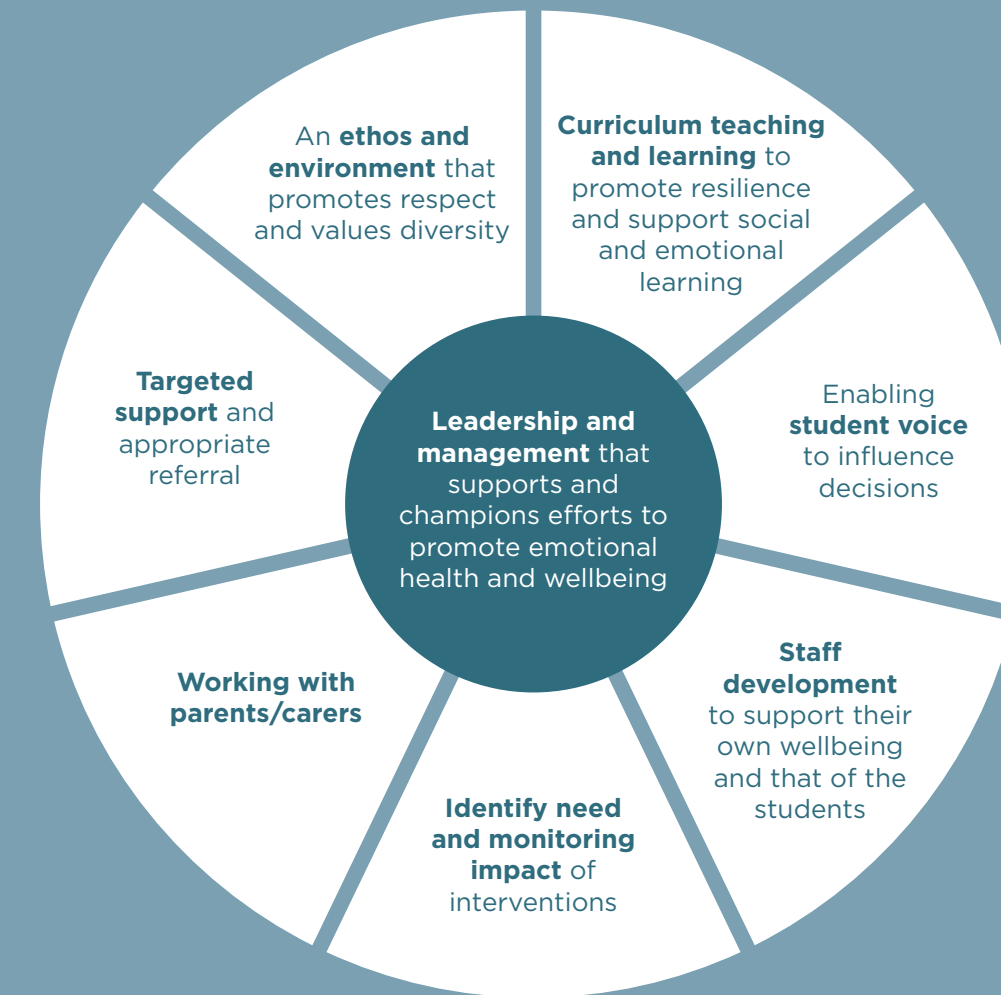 An ethos and
environment that
promotes respect
and values diversity
Curriculum teaching
and learning to
promote resilience
and support social
and emotional
learning
Enabling
student voice
to influence
decisions
Staff
development
to support their
own wellbeing
and that of the
students
Identify need
and monitoring
impact of
interventions
Working with
parents/carers
Targeted
support and
appropriate
referral
Leadership and
management that
supports and
champions efforts to
promote emotional
health and wellbeing